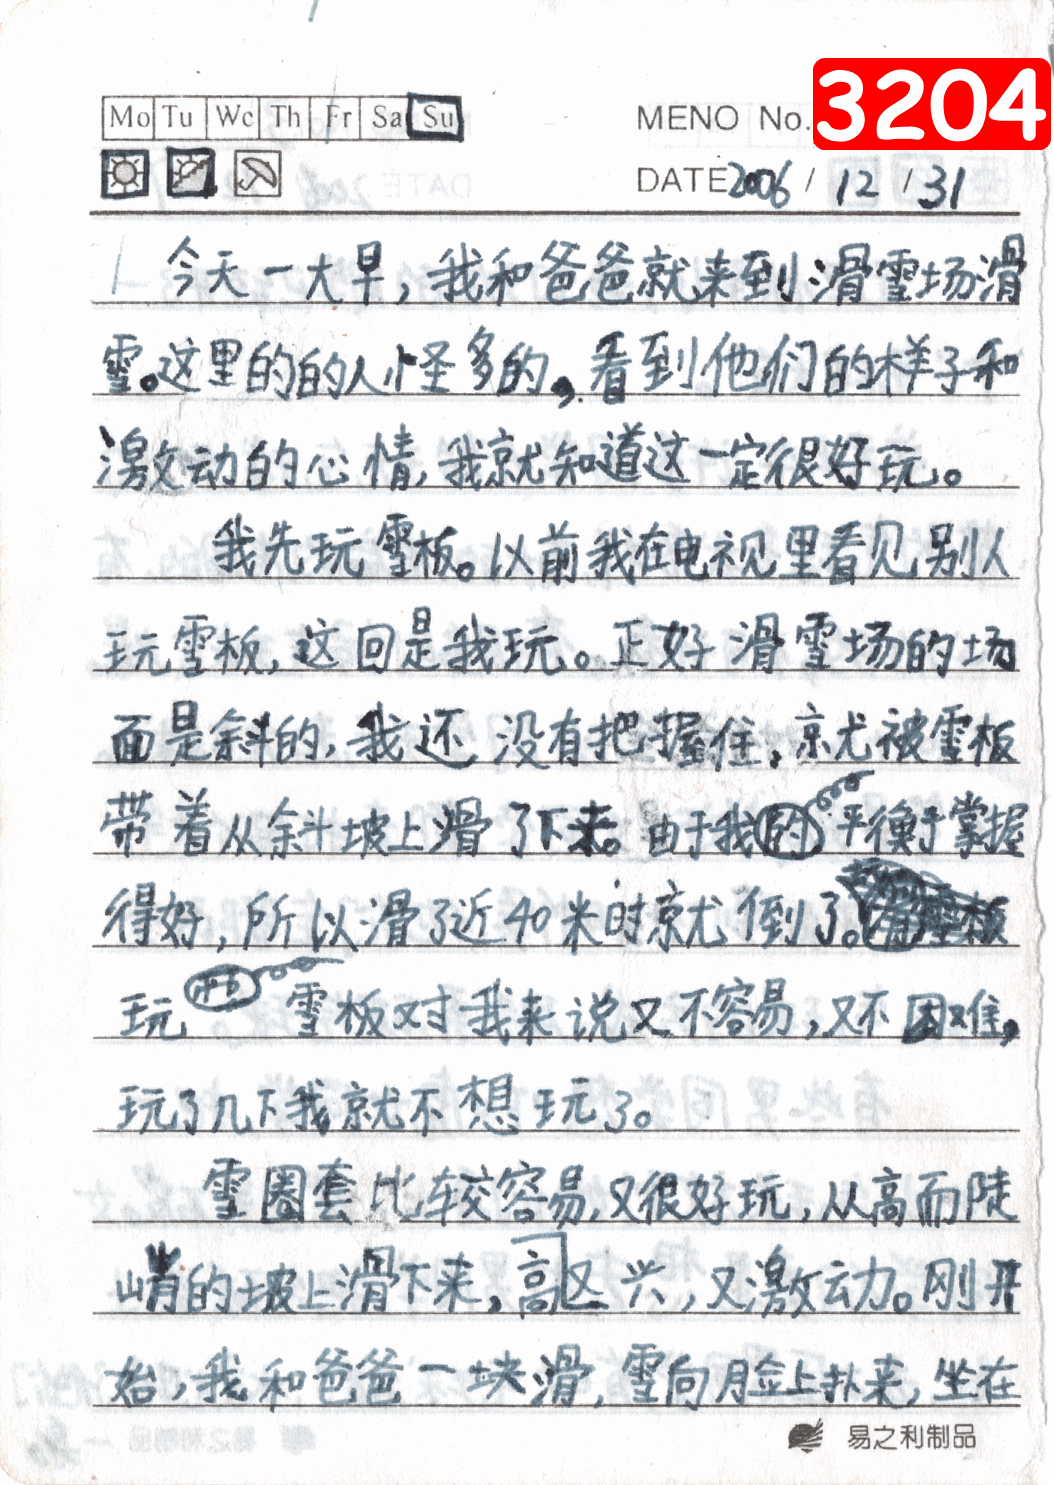 3204
Mo Tu We Th Fr Sa Su
MENO No.
DATE 2006 / 12 / 31
今天一大早，我和爸爸就来到滑雪场滑
雪。这里的的人怪多的，看到他们的样子和
激动的心情，我就知道这一定很好玩。
我先玩雪板。以前我在电视里看见别人
玩雪板，这回是我玩。正好滑雪场的场
面是斜的，我还没有把握住，就被雪板
带着从斜坡上滑了下来。由于我的平衡于掌握
得好，所以滑了近40米时就倒了。
玩雪板对我来说又不容易，又不困难，
玩了几下我就不想玩了。
雪圈套比较容易，又很好玩，从高而陡
峭的坡上滑下来，高又兴，又激动。刚开
始，我和爸爸一块滑，雪向脸上扑来，坐在
易之利制品